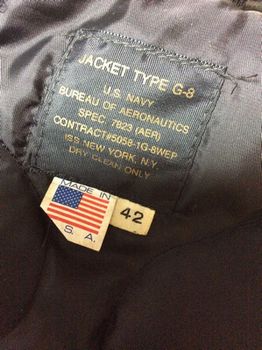 JACKET TYPE G-8
U.S. NAVY
BUREAU OF AERONAUTICS
SPEC. 7823 (AER)
CONTRACT#5058-1G-8WEP
ISS NEW YORK, N.Y.
DRY CLEAN ONLY
MADE IN
U. S. A.
42